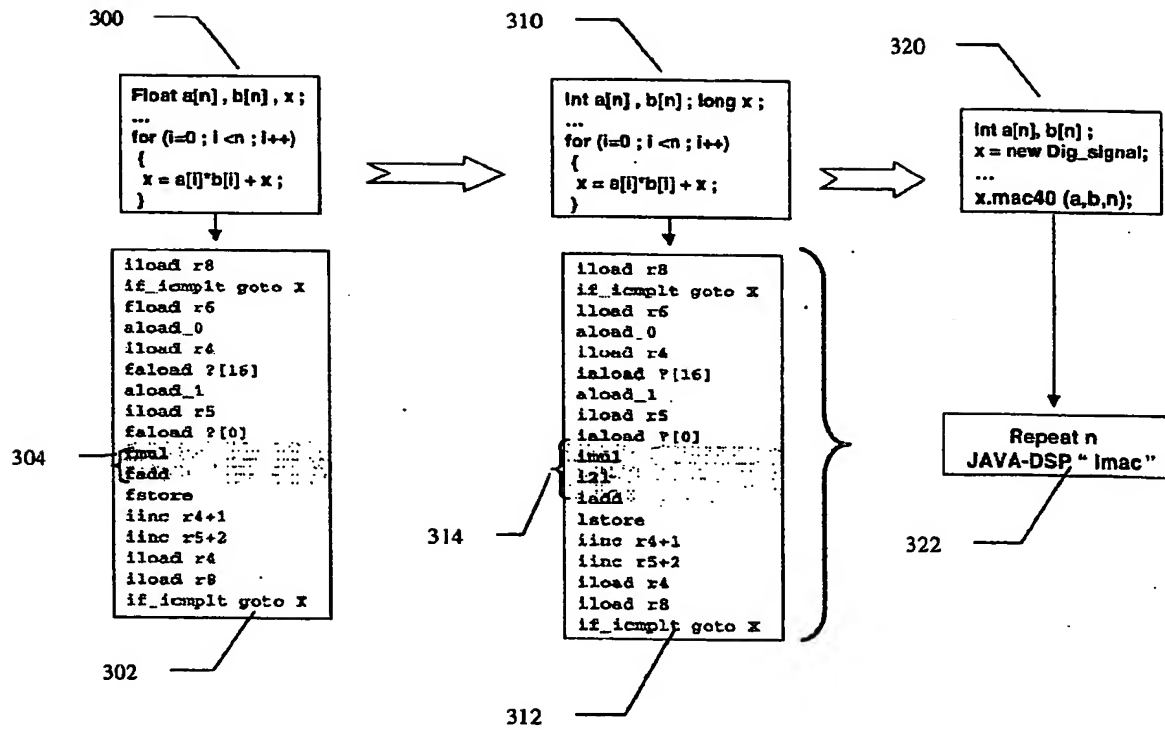 300
Float a[n] , b[n] , x ;
...
for (i=0 ; i <n ; i++)
{
x = a[i]*b[i] + x ;
}
iload r8
if_icmplt goto X
fload r6
aload_0
iload r4
faload ?[16]
aload_1
iload r5
faload ?[0]
fmul
fadd
fstore
iinc r4+1
iinc r5+2
iload r4
iload r8
if_icmplt goto X
304
302
310
Int a[n] , b[n] ; long x ;
...
for (i=0 ; i <n ; i++)
{
x = a[i]*b[i] + x ;
}
iload r8
if_icmplt goto X
lload r6
aload_0
iload r4
iaload ?[16]
aload_1
iload r5
iaload ?[0]
imul
i2l
ladd
lstore
iinc r4+1
iinc r5+2
iload r4
iload r8
if_icmplt goto X
314
312
320
Int a[n], b[n] ;
x = new Dig_signal;
...
x.mac40 (a,b,n);
Repeat n
JAVA-DSP “ lmac”
322